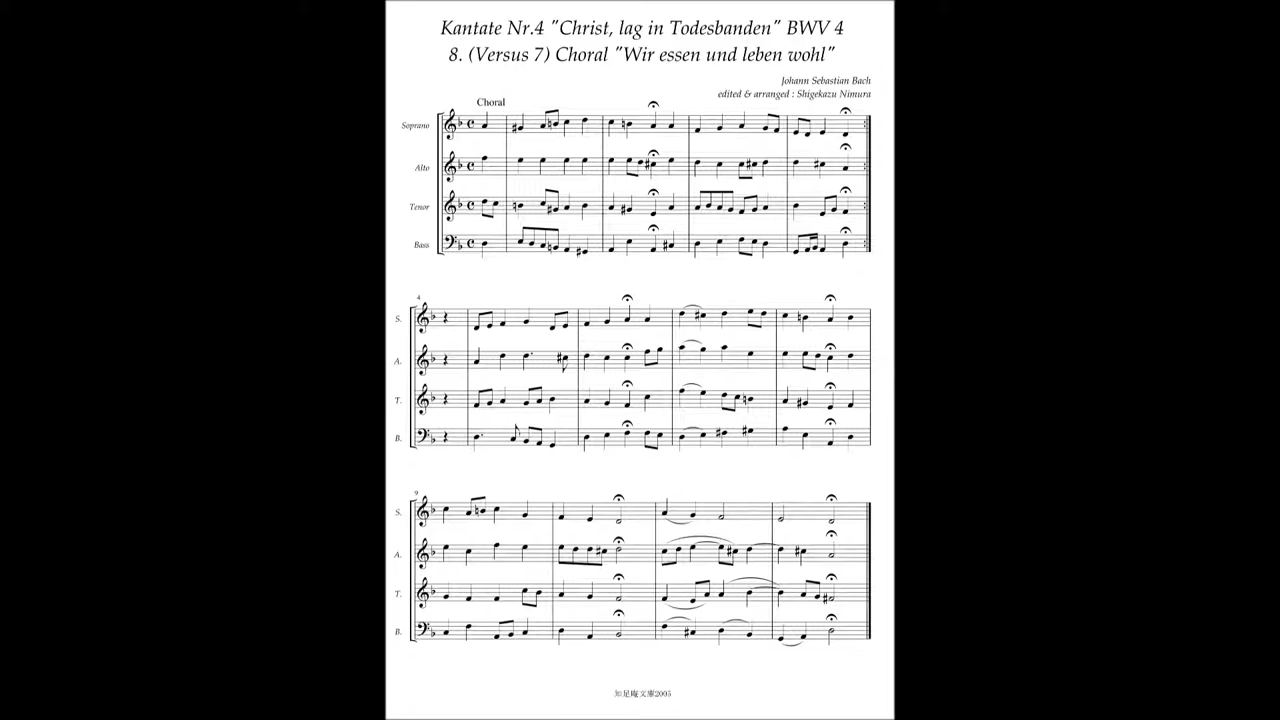 Kantate Nr.4 "Christ, lag in Todesbanden" BWV 4
8. (Versus 7) Choral "Wir essen und leben wohl"
Johann Sebastian Bach
edited & arranged : Shigekazu Nimura
Choral
Soprano
Alto
Tenor
Bass
4
S.
A.
T.
B.
9
S.
A.
T.
B.
知足庵文庫2005